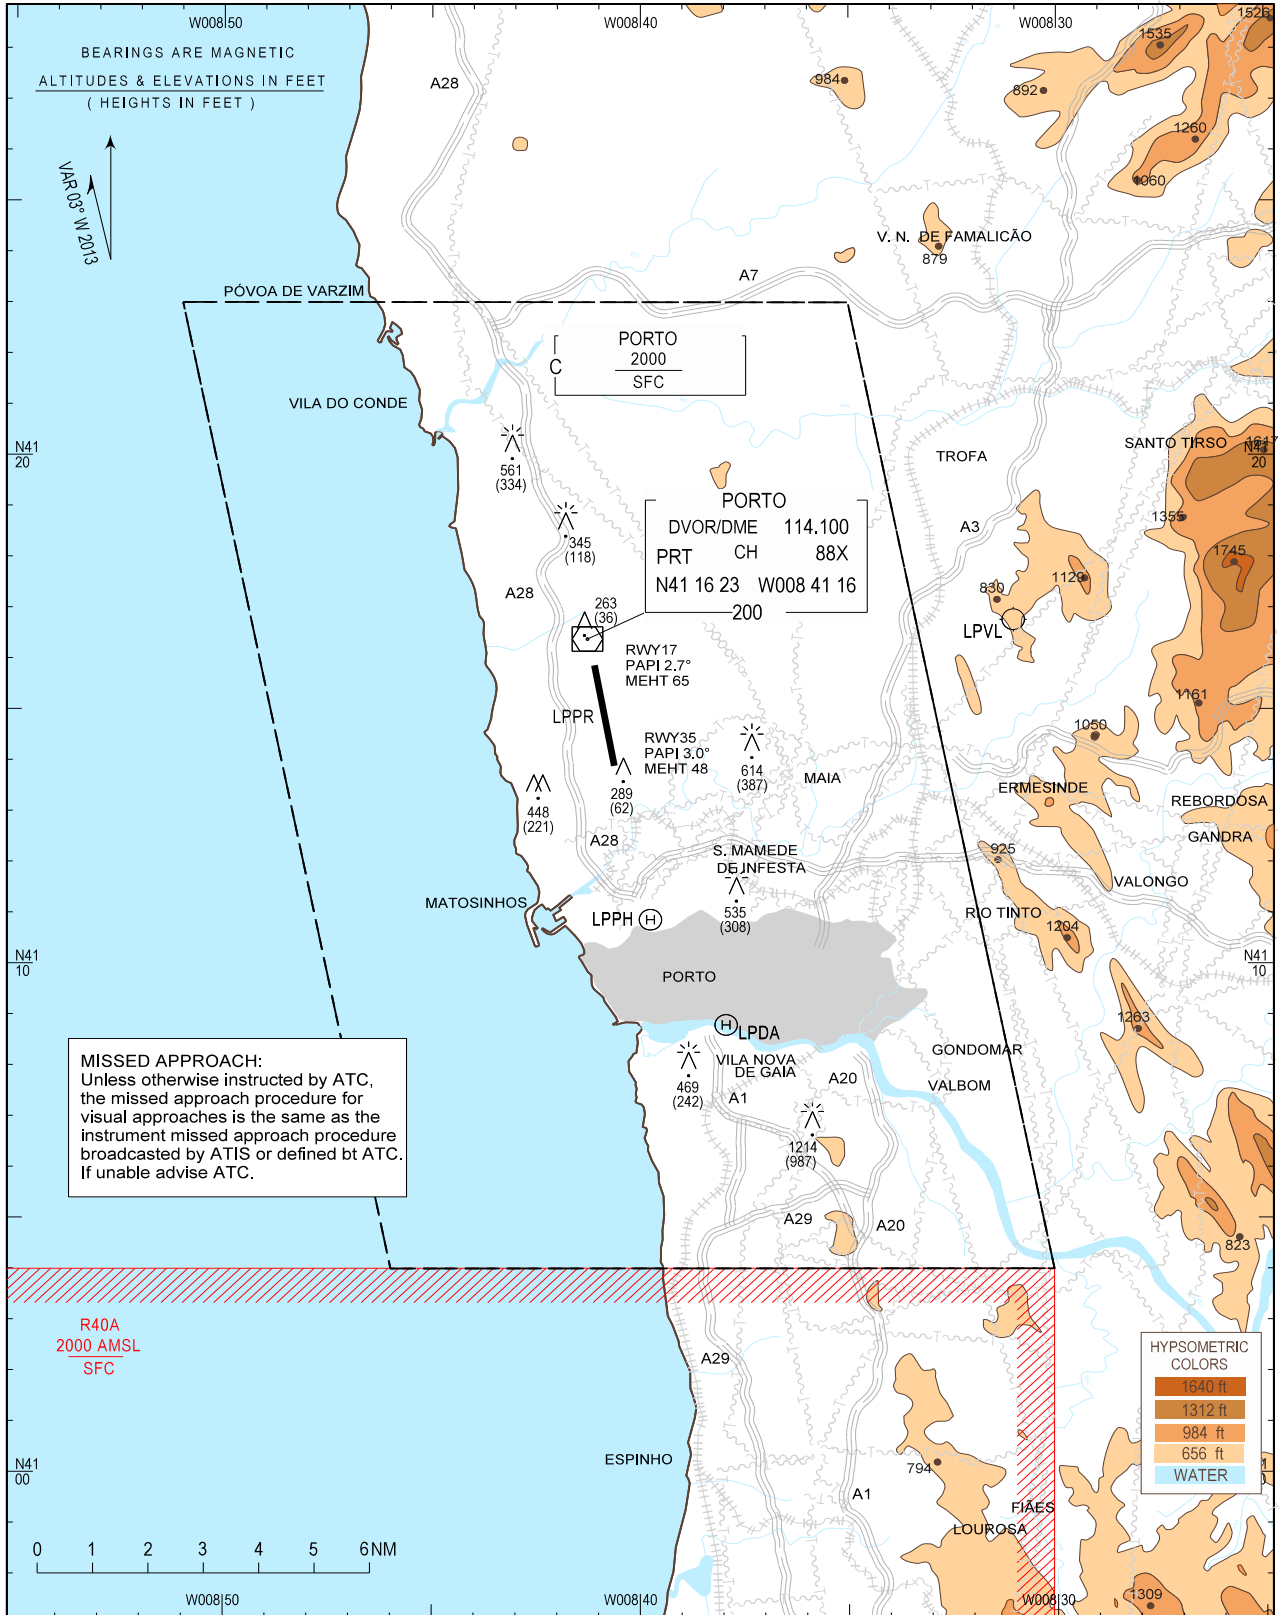 W008 50
W008 40
W008 30
BEARINGS ARE MAGNETIC
ALTITUDES & ELEVATIONS IN FEET
( HEIGHTS IN FEET )
VAR 03° W 2013
A28
984
892
1535
1526
1260
1060
V. N. DE FAMALICÃO
879
A7
PÓVOA DE VARZIM
C
PORTO
2000
SFC
VILA DO CONDE
N41
20
561
(334)
TROFA
SANTO TIRSO
1617
N41
20
345
(118)
PORTO
DVOR/DME 114.100
PRT CH 88X
N41 16 23 W008 41 16
200
A3
1355
1745
1129
830
LPVL
A28
263
(36)
RWY17
PAPI 2.7°
MEHT 65
LPPR
RWY35
PAPI 3.0°
MEHT 48
1161
1050
614
(387)
MAIA
289
(62)
448
(221)
ERMESINDE
REBORDOSA
GANDRA
A28
S. MAMEDE
DE INFESTA
925
VALONGO
MATOSINHOS
LPPH
H
535
(308)
RIO TINTO
1204
N41
10
PORTO
N41
10
1263
H
LPDA
GONDOMAR
VILA NOVA
DE GAIA
A20
VALBOM
469
(242)
A1
MISSED APPROACH:
Unless otherwise instructed by ATC,
the missed approach procedure for
visual approaches is the same as the
instrument missed approach procedure
broadcasted by ATIS or defined bt ATC.
If unable advise ATC.
1214
(987)
A29
A20
823
R40A
2000 AMSL
SFC
A29
HYPSOMETRIC
COLORS
1640 ft
1312 ft
984 ft
656 ft
WATER
ESPINHO
N41
00
794
A1
FIÃES
LOUROSA
0 1 2 3 4 5 6 NM
1309
W008 50
W008 40
W008 30